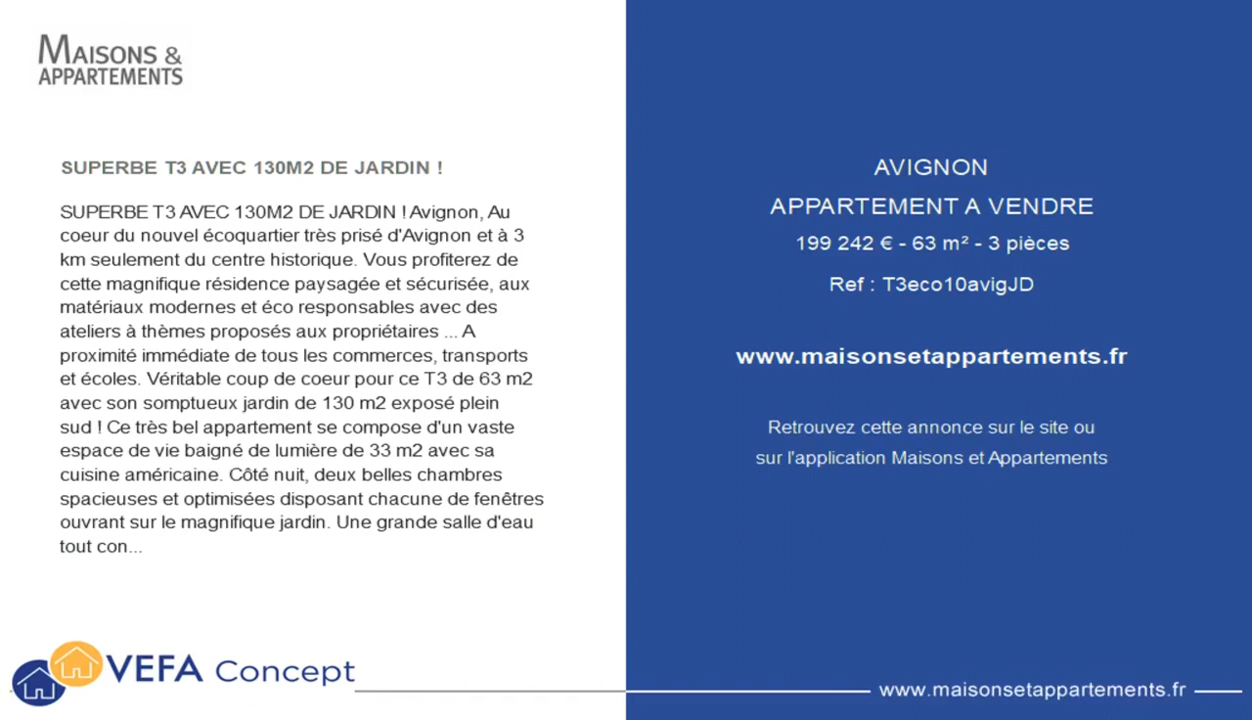 MAISONS &
APPARTEMENTS
SUPERBE T3 AVEC 130M2 DE JARDIN !
SUPERBE T3 AVEC 130M2 DE JARDIN ! Avignon, Au
coeur du nouvel écoquartier très prisé d'Avignon et à 3
km seulement du centre historique. Vous profiterez de
cette magnifique résidence paysagée et sécurisée, aux
matériaux modernes et éco responsables avec des
ateliers à thèmes proposés aux propriétaires ... A
proximité immédiate de tous les commerces, transports
et écoles. Véritable coup de coeur pour ce T3 de 63 m2
avec son somptueux jardin de 130 m2 exposé plein
sud ! Ce très bel appartement se compose d'un vaste
espace de vie baigné de lumière de 33 m2 avec sa
cuisine américaine. Côté nuit, deux belles chambres
spacieuses et optimisées disposant chacune de fenêtres
ouvrant sur le magnifique jardin. Une grande salle d'eau
tout con...
VEFA Concept
AVIGNON
APPARTEMENT A VENDRE
199 242 € - 63 m² - 3 pièces
Ref : T3eco10avigJD
www.maisonsetappartements.fr
Retrouvez cette annonce sur le site ou
sur l'application Maisons et Appartements
www.maisonsetappartements.fr